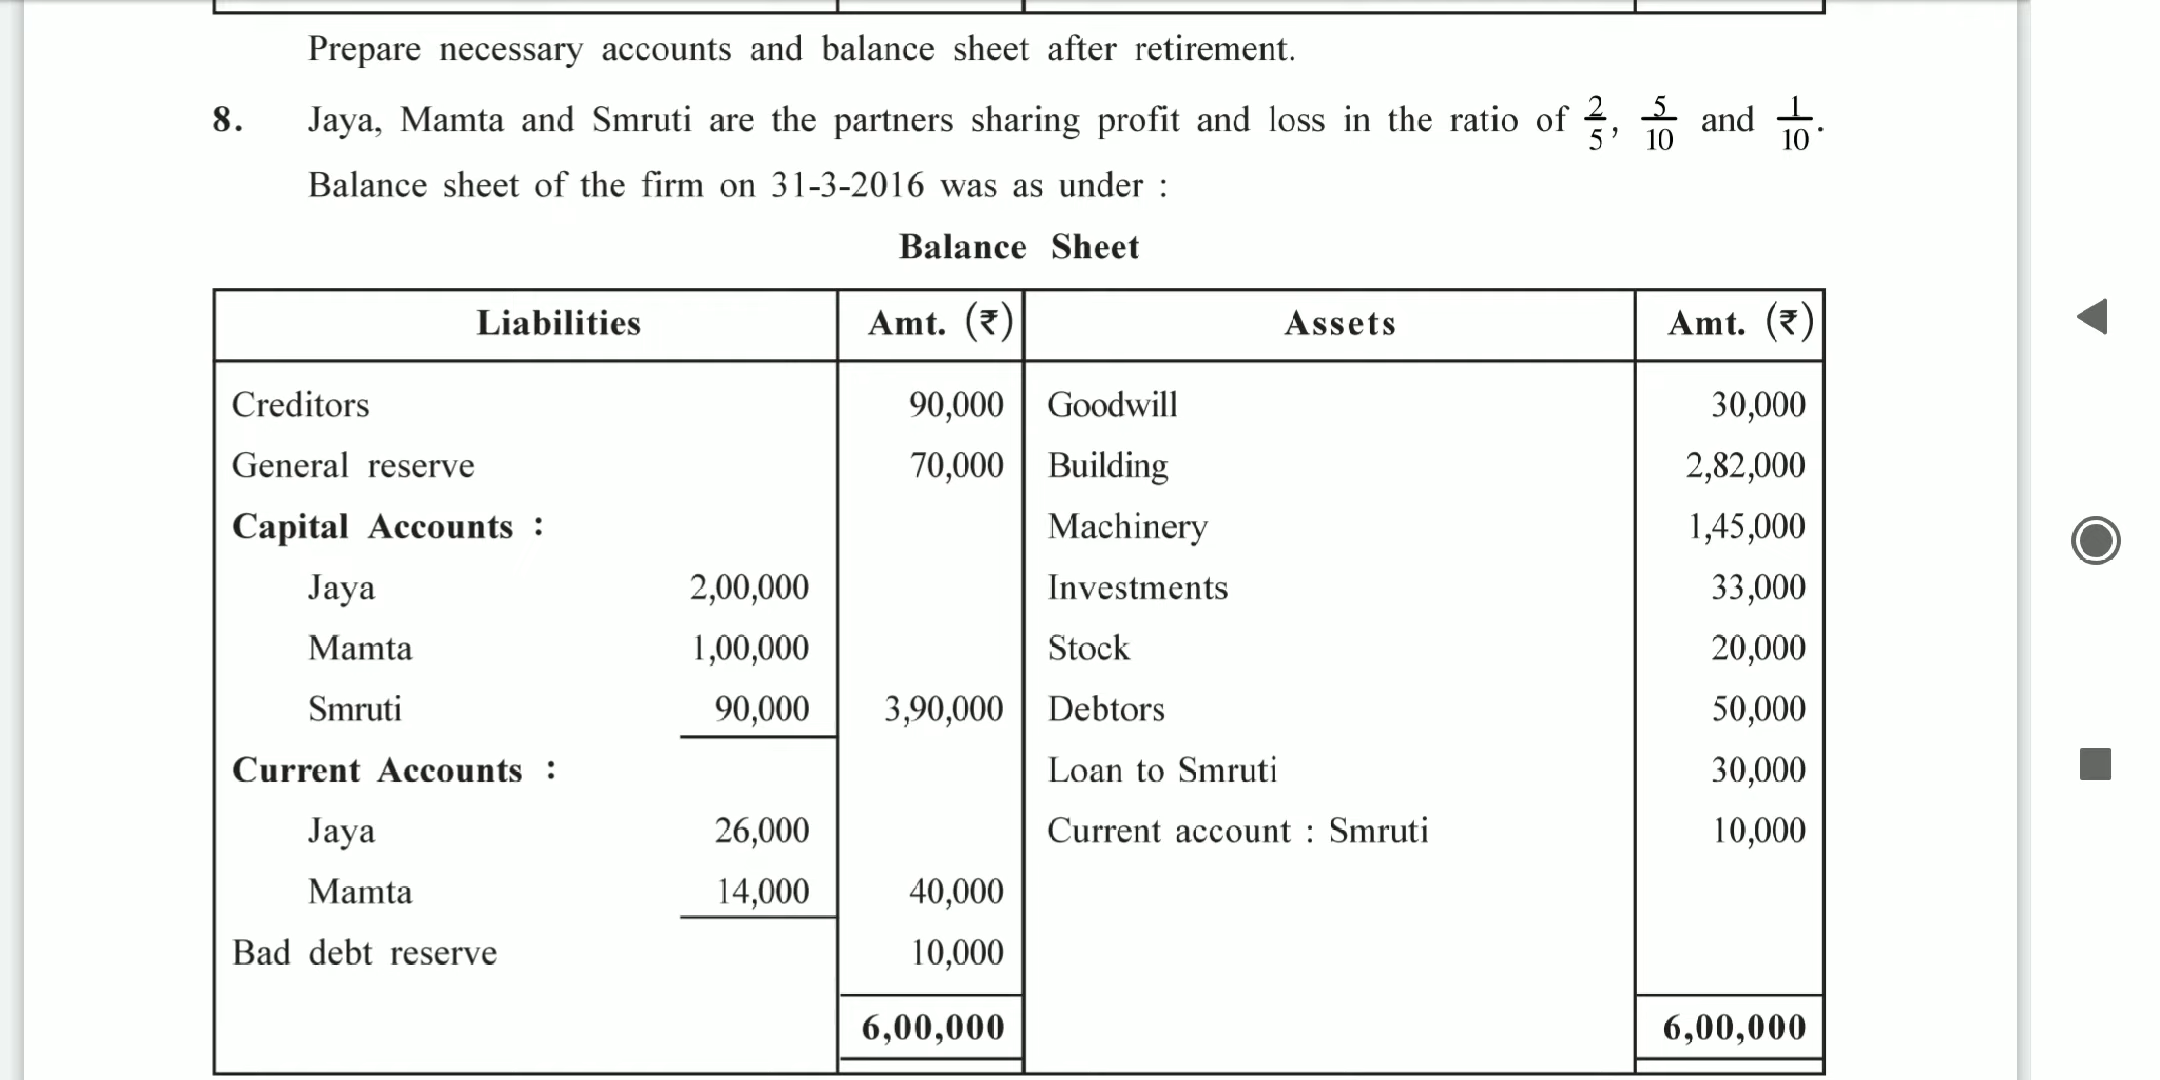 Prepare necessary accounts and balance sheet after retirement.
8. Jaya, Mamta and Smruti are the partners sharing profit and loss in the ratio of 2/5, 5/10 and 1/10.
Balance sheet of the firm on 31-3-2016 was as under :
Balance Sheet
Liabilities Amt. (₹) Assets Amt. (₹)
Creditors 90,000 Goodwill 30,000
General reserve 70,000 Building 2,82,000
Capital Accounts : Machinery 1,45,000
Jaya 2,00,000 Investments 33,000
Mamta 1,00,000 Stock 20,000
Smruti 90,000 3,90,000 Debtors 50,000
Current Accounts : Loan to Smruti 30,000
Jaya 26,000 Current account : Smruti 10,000
Mamta 14,000 40,000
Bad debt reserve 10,000
6,00,000 6,00,000